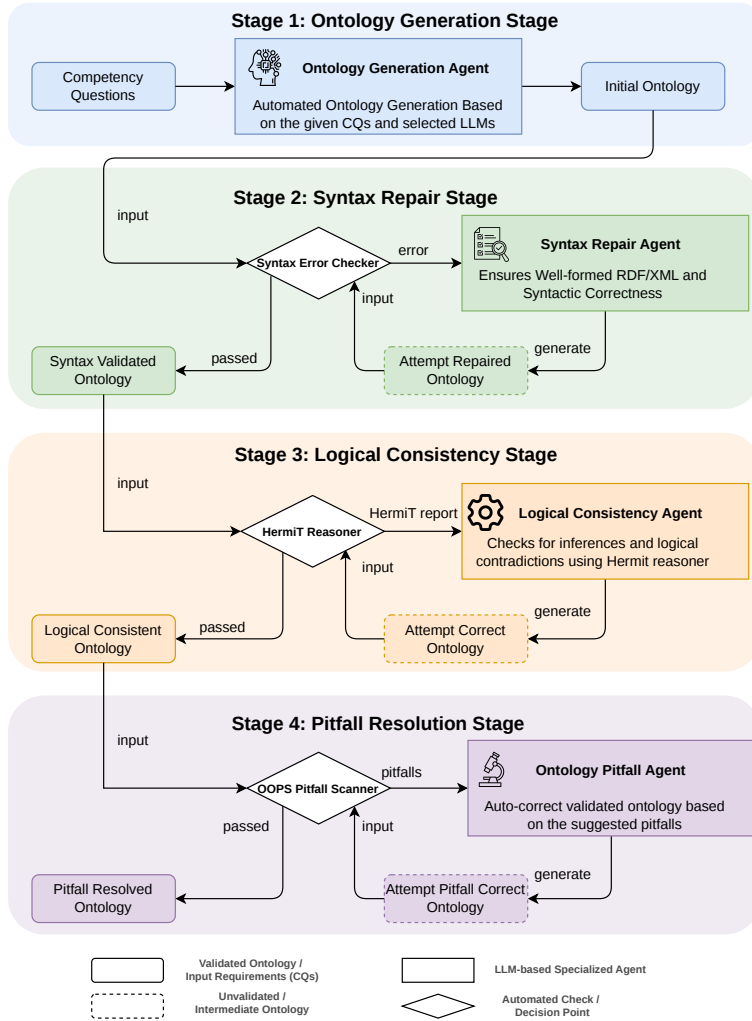 Stage 1: Ontology Generation Stage
Competency
Questions
Ontology Generation Agent
Automated Ontology Generation Based
on the given CQs and selected LLMs
Initial Ontology
input
Stage 2: Syntax Repair Stage
Syntax Error Checker
error
Syntax Repair Agent
Ensures Well-formed RDF/XML and
Syntactic Correctness
input
passed
generate
Syntax Validated
Ontology
Attempt Repaired
Ontology
Stage 3: Logical Consistency Stage
input
HermiT Reasoner
HermiT report
Logical Consistency Agent
Checks for inferences and logical
contradictions using Hermit reasoner
input
passed
generate
Logical Consistent
Ontology
Attempt Correct
Ontology
Stage 4: Pitfall Resolution Stage
input
OOPS Pitfall Scanner
pitfalls
Ontology Pitfall Agent
Auto-correct validated ontology based
on the suggested pitfalls
passed
input
generate
Pitfall Resolved
Ontology
Attempt Pitfall Correct
Ontology
Validated Ontology /
Input Requirements (CQs)
LLM-based Specialized Agent
Unvalidated /
Intermediate Ontology
Automated Check /
Decision Point